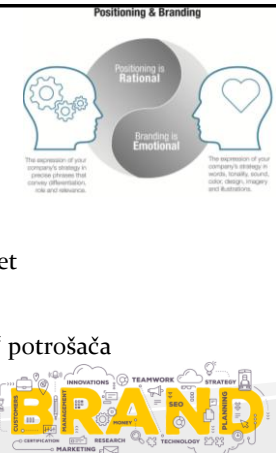 Positioning & Branding
Positioning is
Rational
Branding is
Emotional
The expression of your
company's strategy in
precise phrases that
convey differentiation,
role and relevance.
The expression of your
company's strategy in
words, tonality, sound,
color, design, imagery
and illustrations.
et
potrošača
BRAND
INNOVATIONS
TEAMWORK
STRATEGY
CUSTOMERS
MANAGEMENT
SEO
PLANNING
MONEY
CERTIFICATION
RESEARCH
TECHNOLOGY
MARKETING